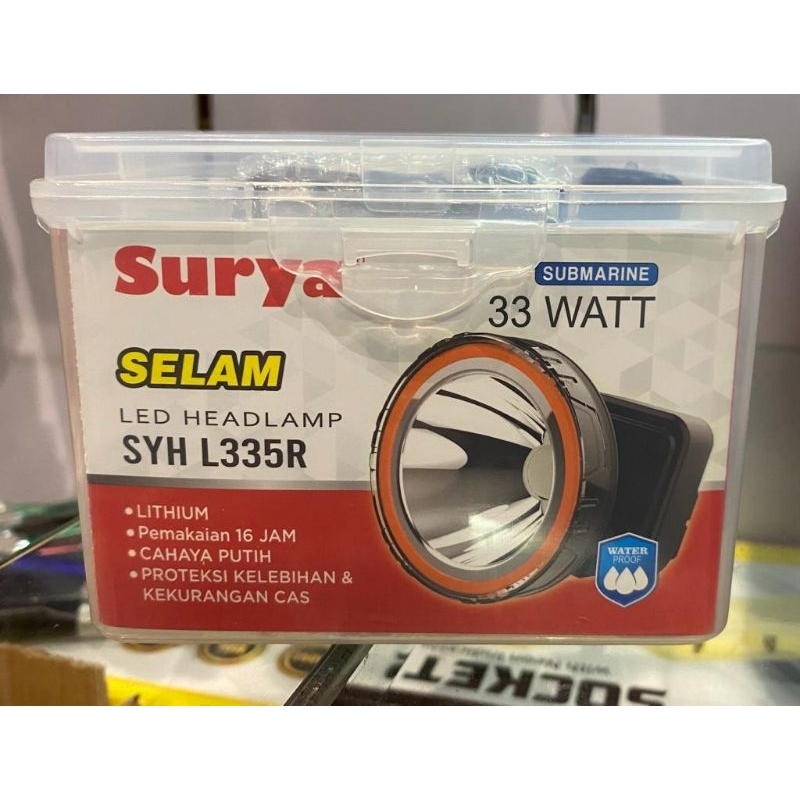 Surya
SUBMARINE
33 WATT
SELAM
LED HEADLAMP
SYH L335R
• LITHIUM
• Pemakaian 16 JAM
• CAHAYA PUTIH
• PROTEKSI KELEBIHAN &
KEKURANGAN CAS
WATER
PROOF
SOCKET